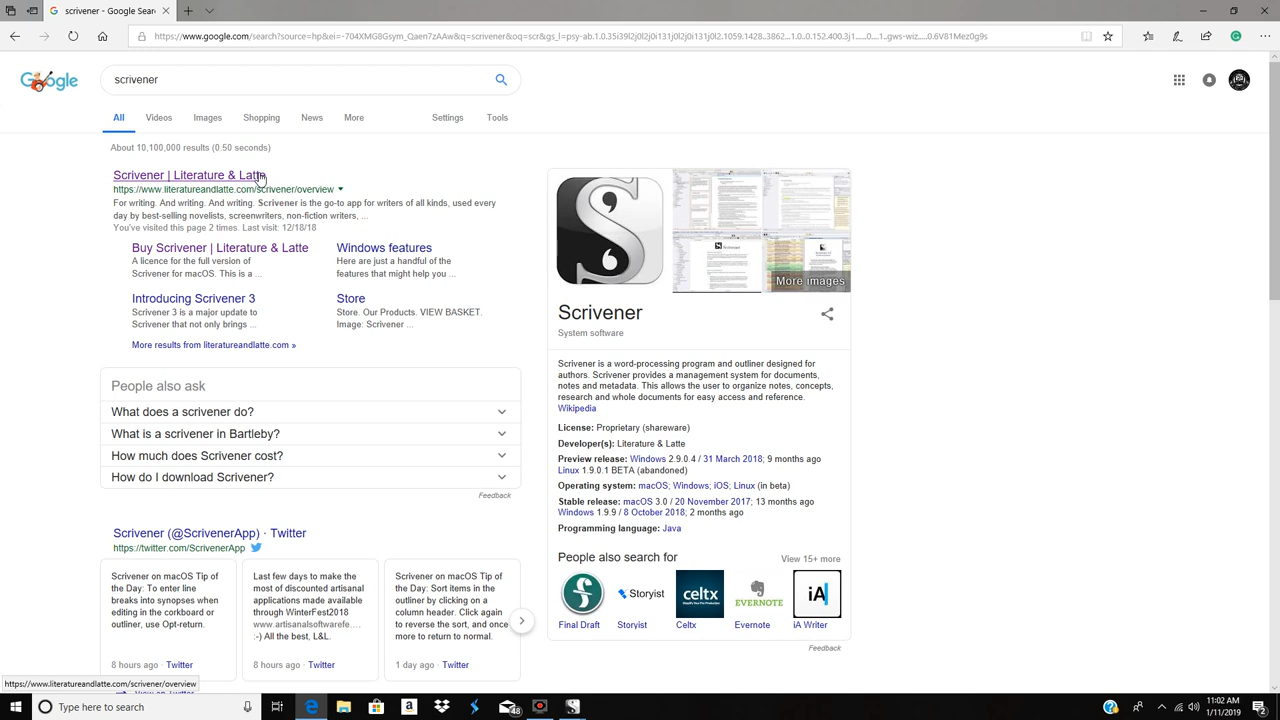 scrivener - Google Sear
https://www.google.com/search?source=hp&ei=-704XMG8Gsym_Qaen7zAAw&q=scrivener&oq=scr&gs_l=psy-ab.1.0.35i39l2j0l2j0i131j0l2j0i131j0l2.1059.1428..3862...1.0..0.152.400.3j1......0....1..gws-wiz.....0.6V81Mez0g9s
Google
scrivener
All Videos Images Shopping News More Settings Tools
About 10,100,000 results (0.50 seconds)
Scrivener | Literature & Latte
https://www.literatureandlatte.com/scrivener/overview
For writing. And writing. And writing. Scrivener is the go-to app for writers of all kinds, used every
day by best-selling novelists, screenwriters, non-fiction writers, ...
visited this page 2 times. Last visit: 12/18/18
Buy Scrivener | Literature & Latte
A licence for the full version of
Scrivener for macOS. This is a ...
Windows features
Here are just a handful of the
features that might help you ...
Introducing Scrivener 3
Scrivener 3 is a major update to
Scrivener that not only brings ...
Store
Store. Our Products. VIEW BASKET.
Image: Scrivener ...
More results from literatureandlatte.com »
People also ask
What does a scrivener do?
What is a scrivener in Bartleby?
How much does Scrivener cost?
How do I download Scrivener?
Feedback
Scrivener (@ScrivenerApp) · Twitter
https://twitter.com/ScrivenerApp
Scrivener on macOS Tip of
the Day: To enter line
breaks into synopses when
editing in the corkboard or
outliner, use Opt-return.
8 hours ago · Twitter
Last few days to make the
most of discounted artisanal
applications made available
through WinterFest2018
www.artisanalsoftwarefe....
:-) All the best, L&L.
8 hours ago · Twitter
Scrivener on macOS Tip of
the Day: Sort items in the
outliner by clicking on a
column header. Click again
to reverse the sort, and once
more to return to normal.
1 day ago · Twitter
View on Twitter
More images
Scrivener
System software
Scrivener is a word-processing program and outliner designed for
authors. Scrivener provides a management system for documents,
notes and metadata. This allows the user to organize notes, concepts,
research and whole documents for easy access and reference.
Wikipedia
License: Proprietary (shareware)
Developer(s): Literature & Latte
Preview release: Windows 2.9.0.4 / 31 March 2018; 9 months ago
Linux 1.9.0.1 BETA (abandoned)
Operating system: macOS; Windows; iOS; Linux (in beta)
Stable release: macOS 3.0 / 20 November 2017; 13 months ago
Windows 1.9.9 / 8 October 2018; 2 months ago
Programming language: Java
People also search for
View 15+ more
celtx
Storyist
EVERNOTE
iA
Final Draft Storyist Celtx Evernote iA Writer
Feedback
https://www.literatureandlatte.com/scrivener/overview
Type here to search
48
11:02 AM
1/11/2019
2